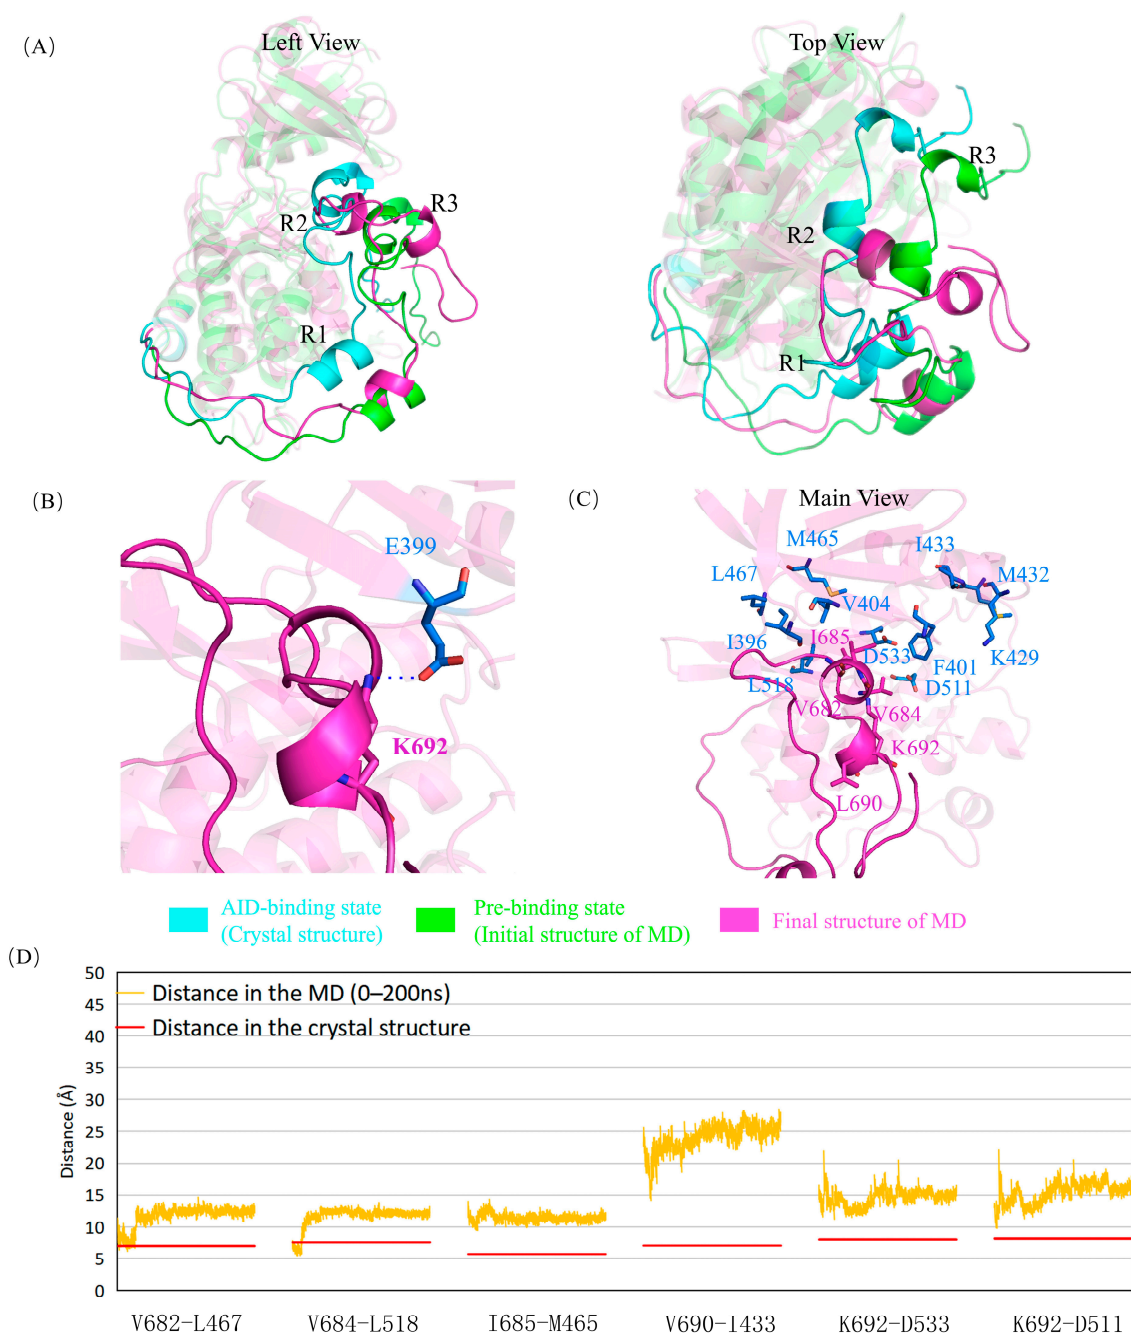 (A)
Left View
Top View
R3
R2
R1
R3
R2
R1
(B)
E399
K692
(C)
Main View
M465
I433
L467
M432
V404
I396
I685
D533
K429
F401
L518
D511
V682
V684
K692
L690
AID-binding state
(Crystal structure)
Pre-binding state
(Initial structure of MD)
Final structure of MD
(D)
Distance (Å)
50
45
40
35
30
25
20
15
10
5
0
Distance in the MD (0–200ns)
Distance in the crystal structure
V682-L467
V684-L518
I685-M465
V690-I433
K692-D533
K692-D511